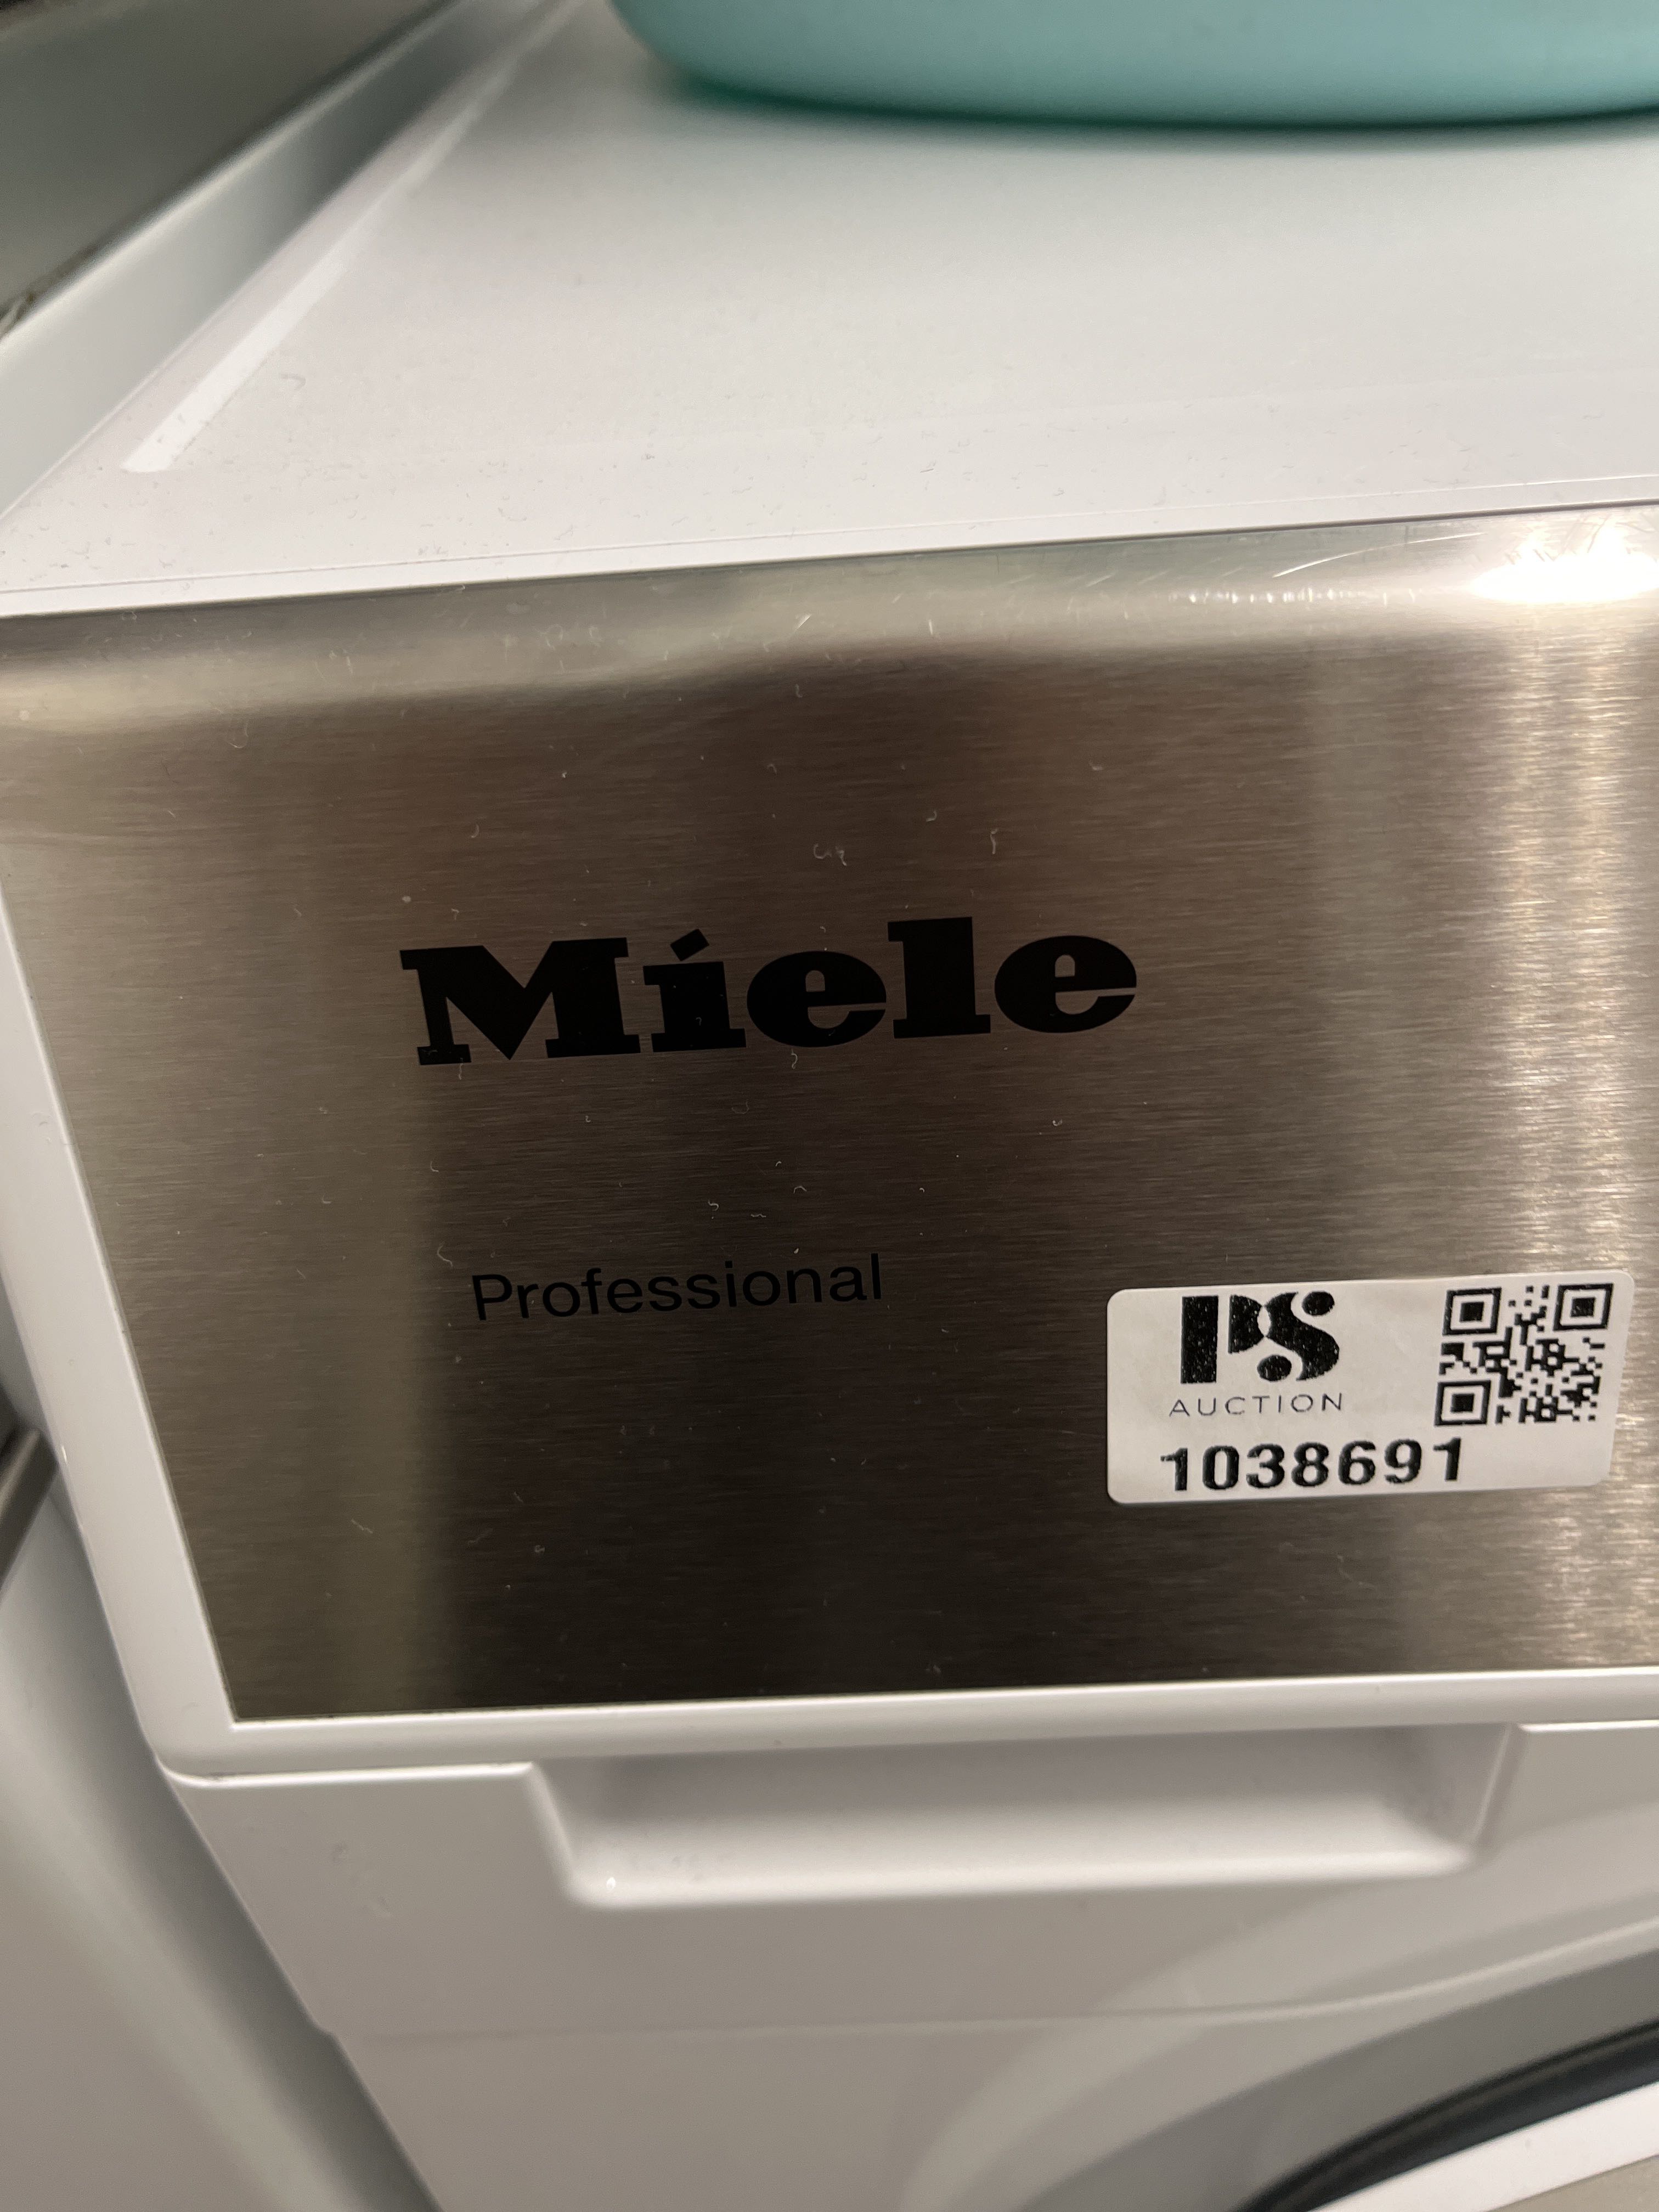 Miele
Professional
PS
AUCTION
1038691